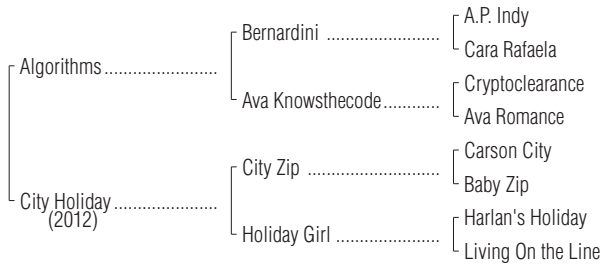 A.P. Indy
Bernardini ........................
Cara Rafaela
Algorithms ........................
Cryptoclearance
Ava Knowsthecode ............
Ava Romance
Carson City
City Zip ............................
Baby Zip
City Holiday ......................
(2012)
Harlan's Holiday
Holiday Girl ......................
Living On the Line